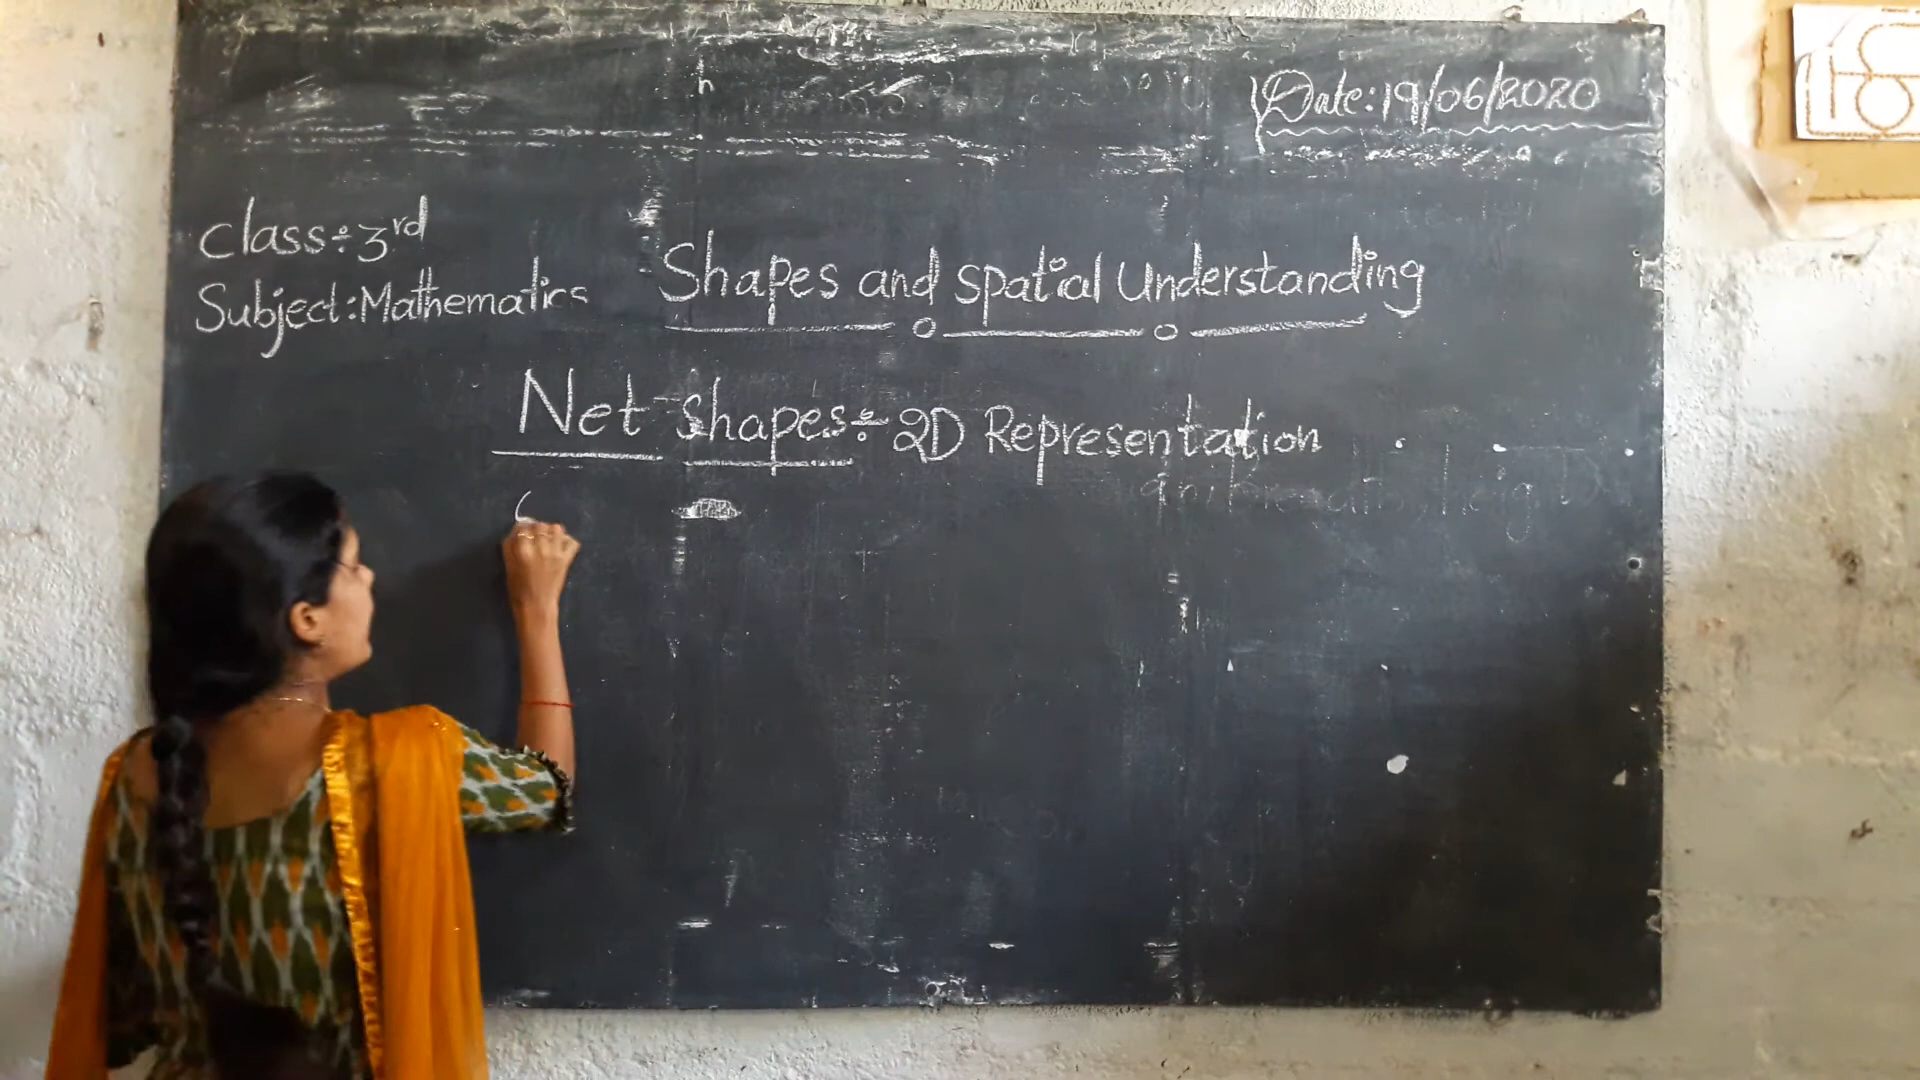 Date:19/06/2020
Class÷3rd
Subject:Mathematics
Shapes and spatial Understanding
Net shapes÷2D Representation